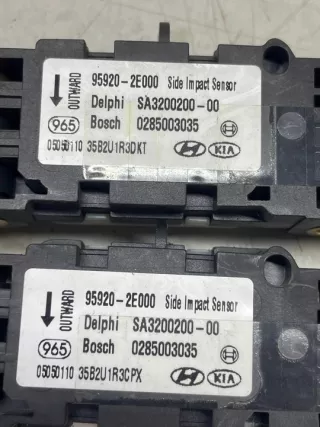 OUTWARD
95920-2E000 Side Impact Sensor
Delphi SA3200200-00
965 Bosch 0285003035
05050110 35B2U1R3DKT HYUNDAI KIA
OUTWARD
95920-2E000 Side Impact Sensor
Delphi SA3200200-00
965 Bosch 0285003035
05050110 35B2U1R3CPX KIA